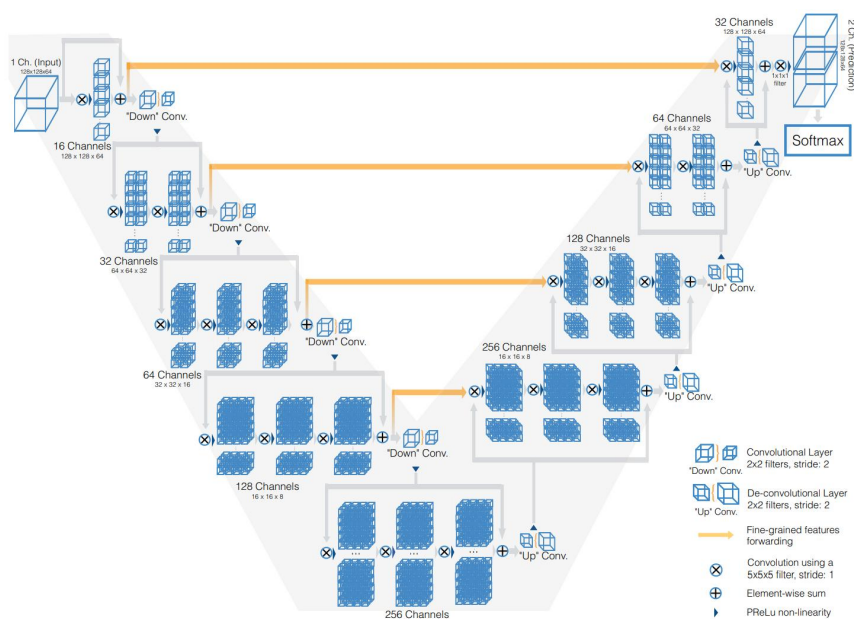 1 Ch. (Input)
128x128x64
16 Channels
128 x 128 x 64
"Down" Conv.
32 Channels
64 x 64 x 32
"Down" Conv.
64 Channels
32 x 32 x 16
"Down" Conv.
128 Channels
16 x 16 x 8
"Down" Conv.
...
...
...
256 Channels
"Up" Conv.
256 Channels
16 x 16 x 8
"Up" Conv.
128 Channels
32 x 32 x 16
"Up" Conv.
64 Channels
64 x 64 x 32
"Up" Conv.
32 Channels
128 x 128 x 64
1x1x1
filter
2 Ch. (Prediction)
128x128x64
Softmax
"Down" Conv.
Convolutional Layer
2x2 filters, stride: 2
"Up" Conv.
De-convolutional Layer
2x2 filters, stride: 2
Fine-grained features
forwarding
Convolution using a
5x5x5 filter, stride: 1
Element-wise sum
PReLu non-linearity